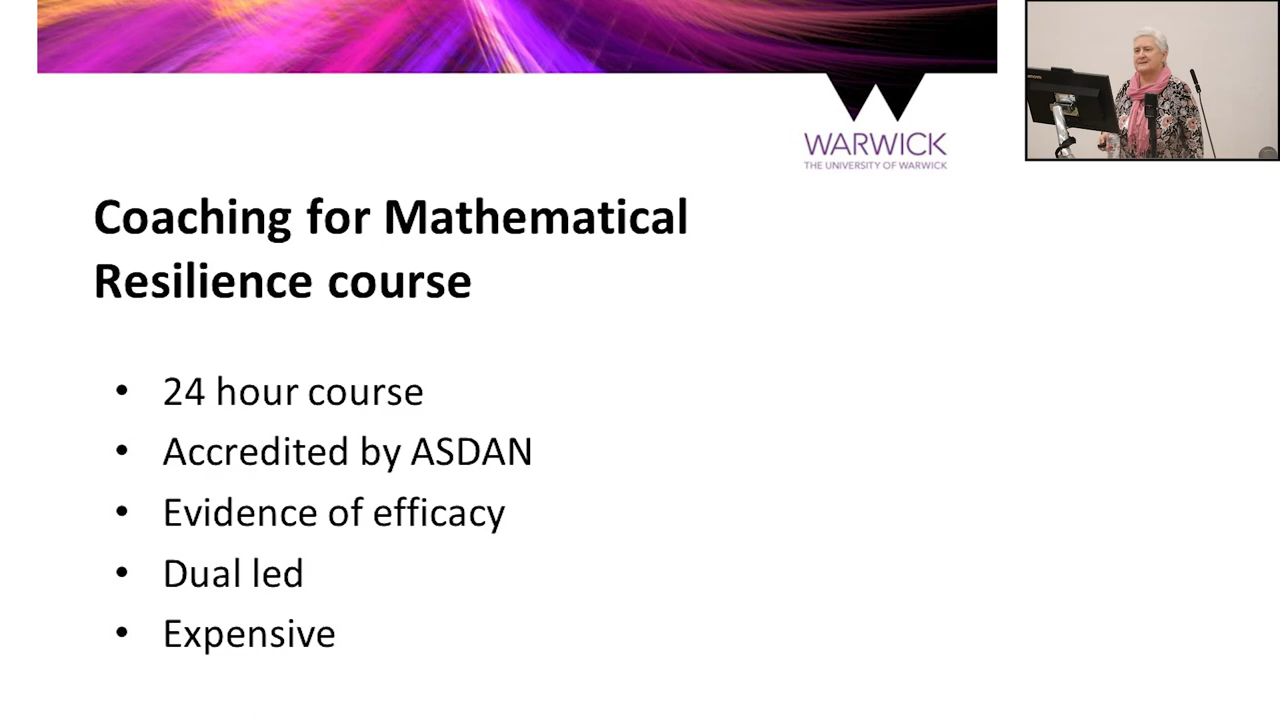 WARWICK
THE UNIVERSITY OF WARWICK
Coaching for Mathematical
Resilience course
• 24 hour course
• Accredited by ASDAN
• Evidence of efficacy
• Dual led
• Expensive